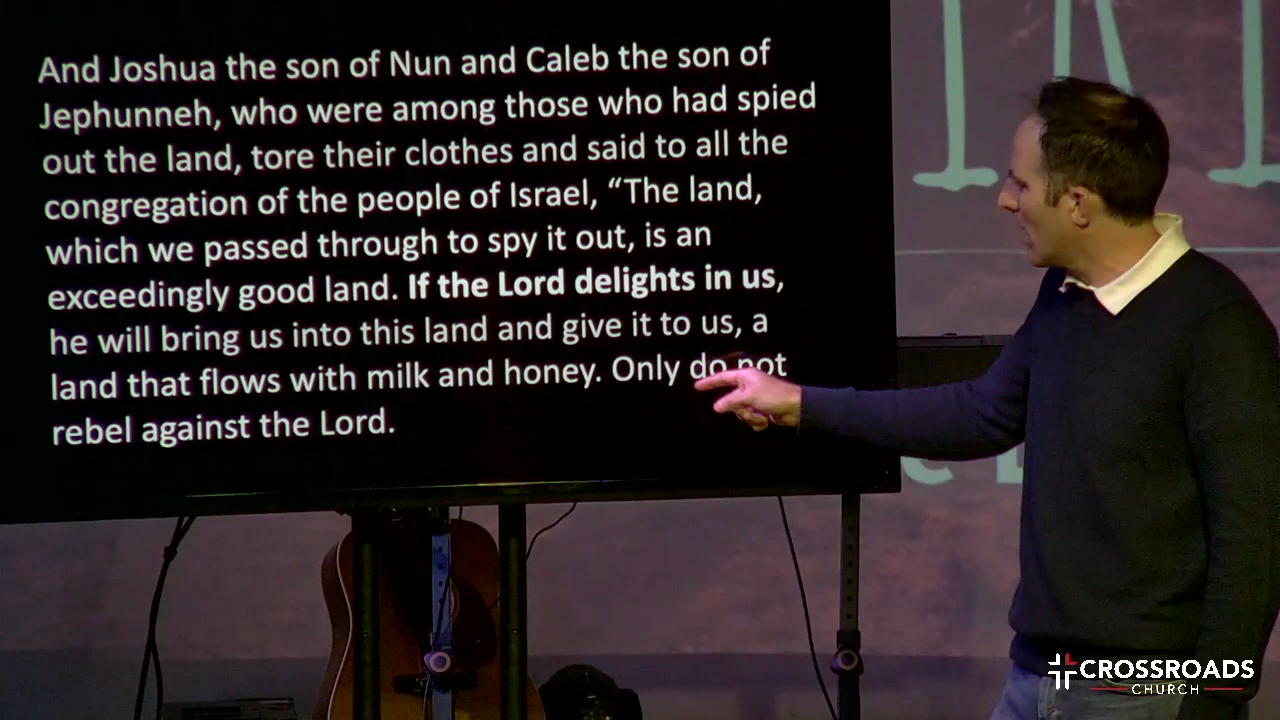 And Joshua the son of Nun and Caleb the son of
Jephunneh, who were among those who had spied
out the land, tore their clothes and said to all the
congregation of the people of Israel, “The land,
which we passed through to spy it out, is an
exceedingly good land. If the Lord delights in us,
he will bring us into this land and give it to us, a
land that flows with milk and honey. Only do not
rebel against the Lord.
CROSSROADS
CHURCH